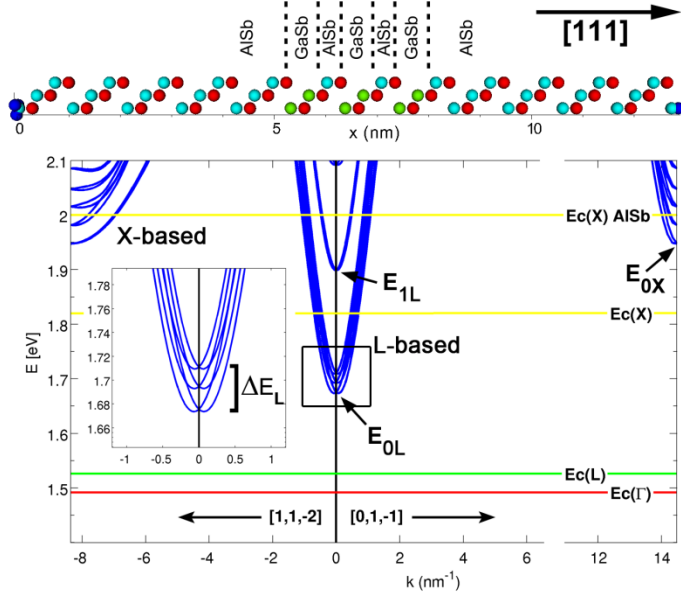 AlSb GaSb AlSb GaSb AlSb GaSb AlSb
[111]
0 5 10
x (nm)
2.1
2
1.9
1.8
1.7
1.6
1.5
E [eV]
Ec(X) AlSb
X-based
E1L
E0X
Ec(X)
L-based
E0L
1.78
1.76
1.74
1.72
1.7
1.68
1.66
ΔEL
-1 -0.5 0 0.5 1
Ec(L)
Ec(Γ)
[1,1,-2] [0,1,-1]
-8 -6 -4 -2 0 2 4 6 12 14
k (nm⁻¹)